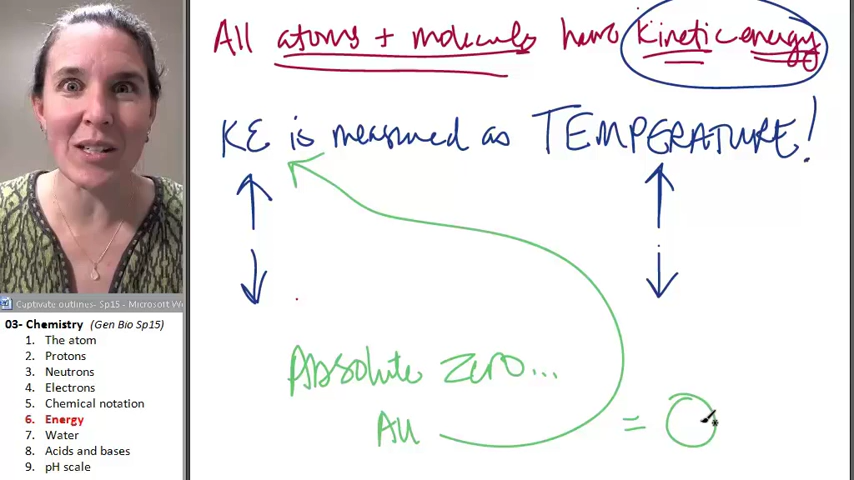 All atoms + molecules have kinetic energy
KE is measured as TEMPERATURE!
Absolute Zero...
All = 0
Captivate outlines- Sp15 - Microsoft W
03- Chemistry (Gen Bio Sp15)
1. The atom
2. Protons
3. Neutrons
4. Electrons
5. Chemical notation
6. Energy
7. Water
8. Acids and bases
9. pH scale